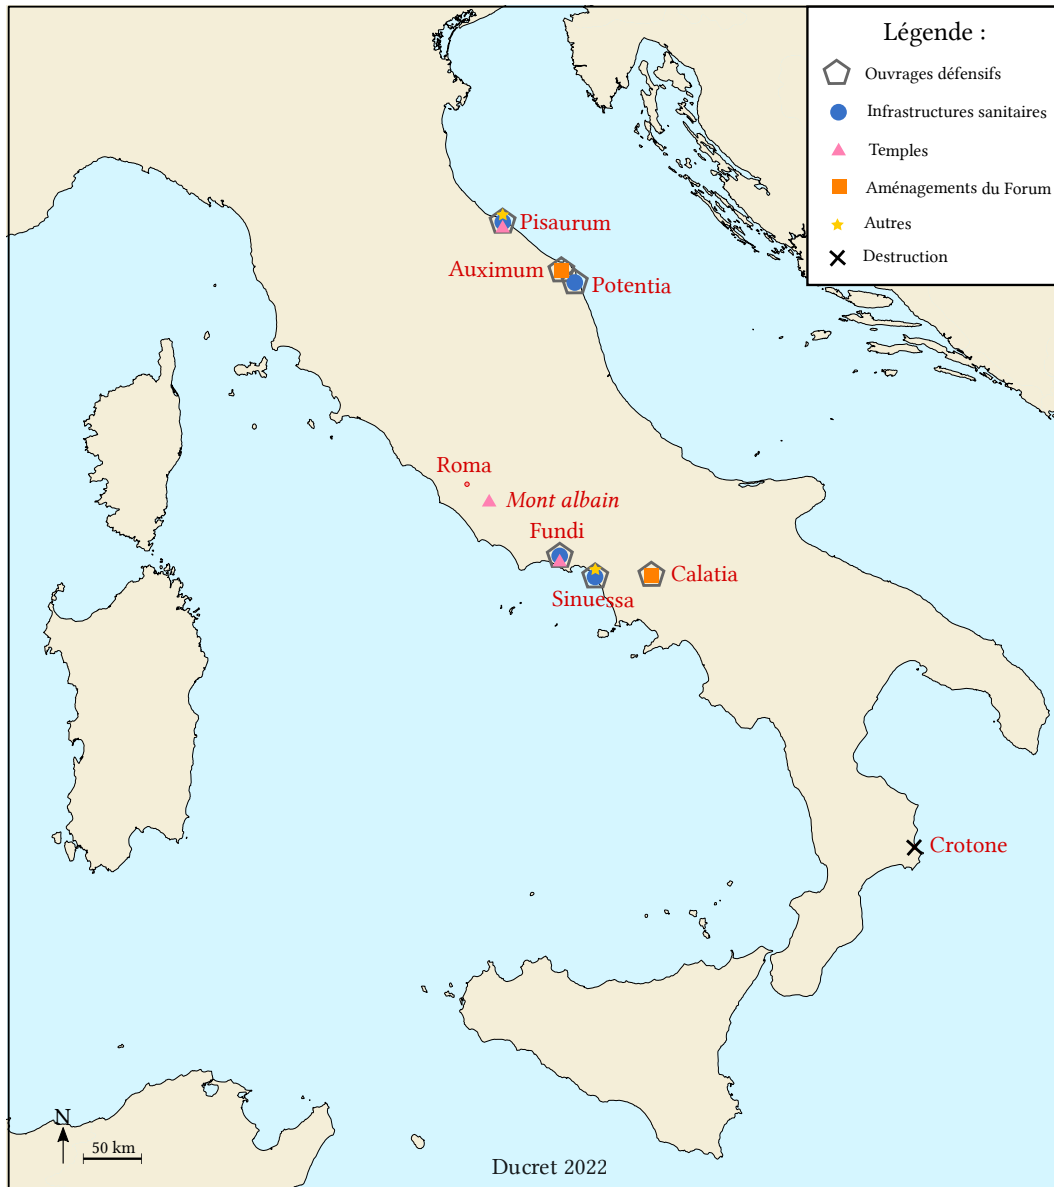 Légende :
Ouvrages défensifs
Infrastructures sanitaires
Temples
Aménagements du Forum
Autres
Destruction
Pisaurum
Auximum
Potentia
Roma
Mont albain
Fundi
Calatia
Sinuessa
Crotone
N
50 km
Ducret 2022